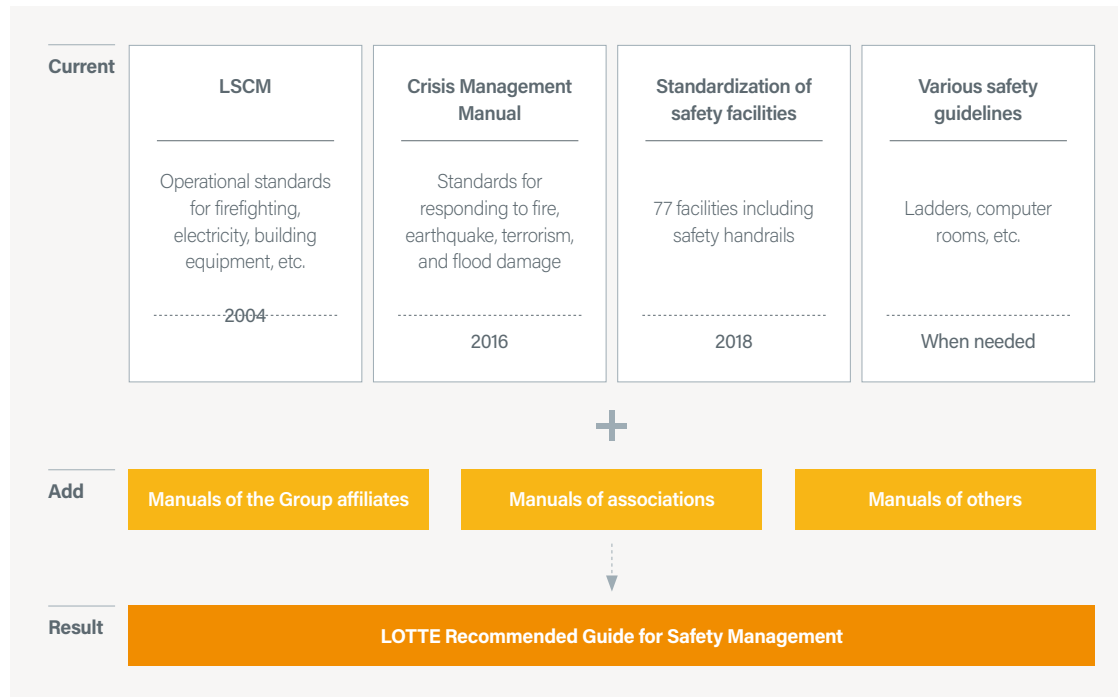 Current
LSCM
Operational standards
for firefighting,
electricity, building
equipment, etc.
2004
Crisis Management
Manual
Standards for
responding to fire,
earthquake, terrorism,
and flood damage
2016
Standardization of
safety facilities
77 facilities including
safety handrails
2018
Various safety
guidelines
Ladders, computer
rooms, etc.
When needed
+
Add
Manuals of the Group affiliates
Manuals of associations
Manuals of others
Result
LOTTE Recommended Guide for Safety Management